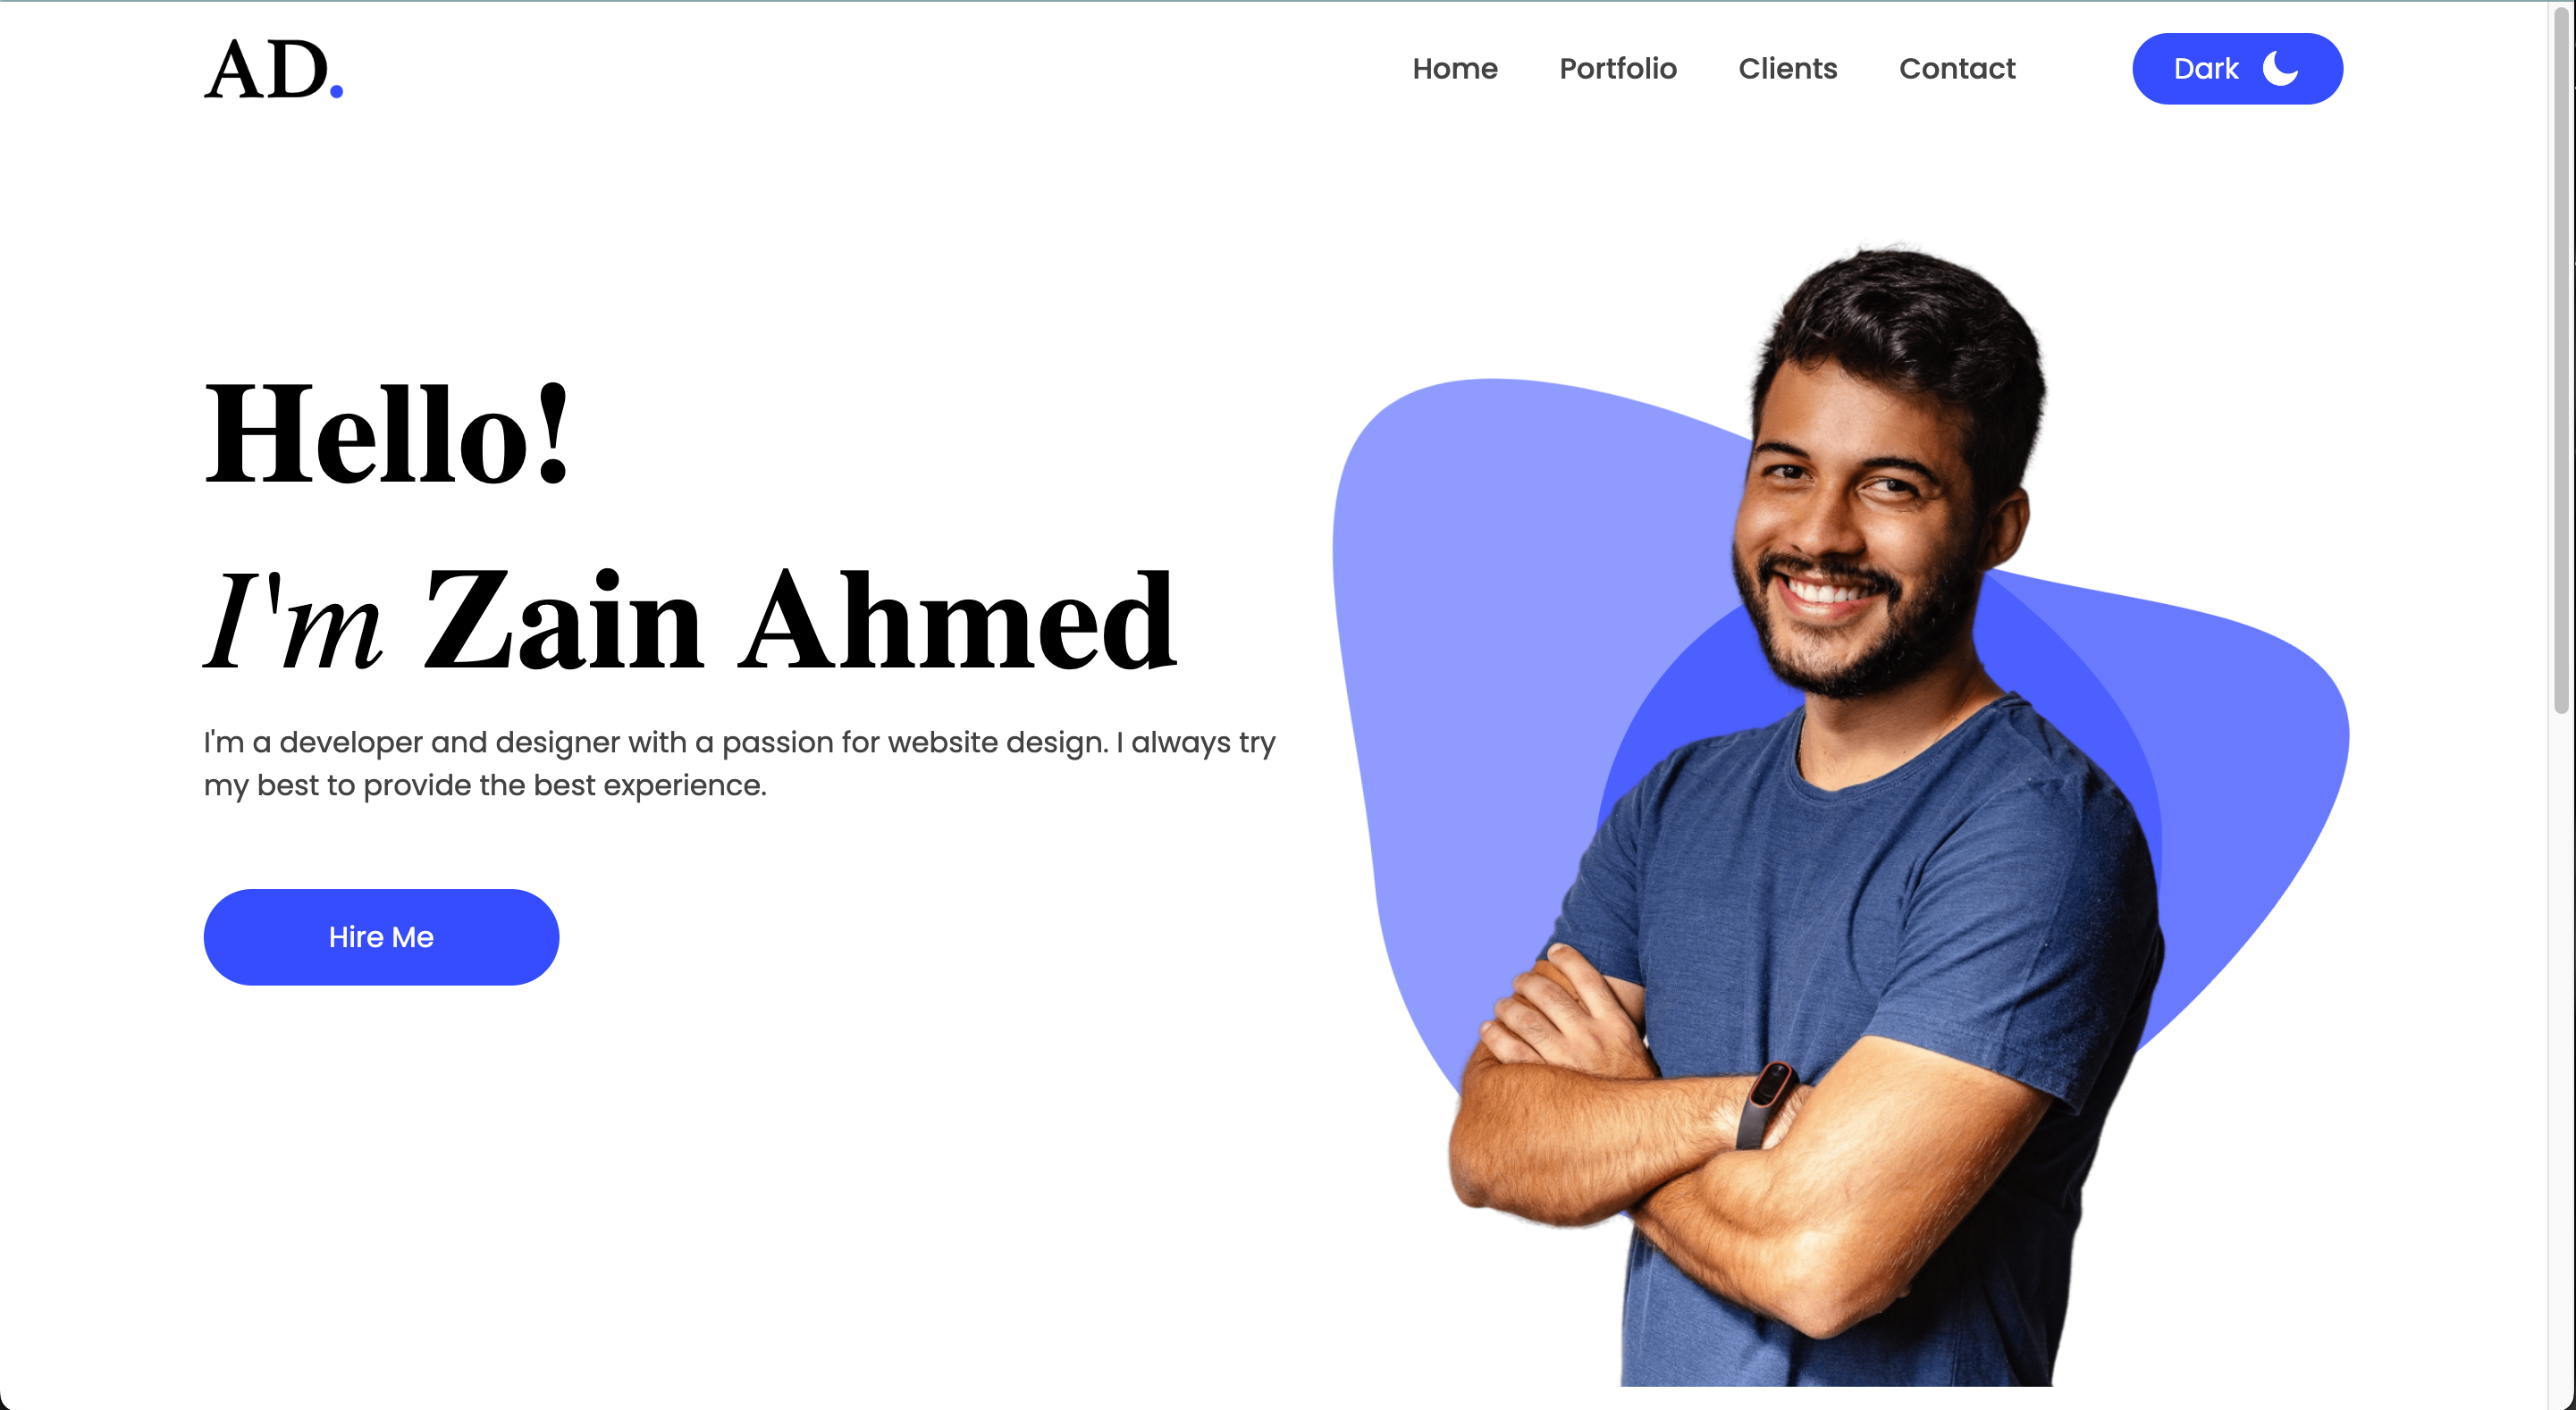 AD.
Home
Portfolio
Clients
Contact
Dark
Hello!
I'm Zain Ahmed
I'm a developer and designer with a passion for website design. I always try
my best to provide the best experience.
Hire Me